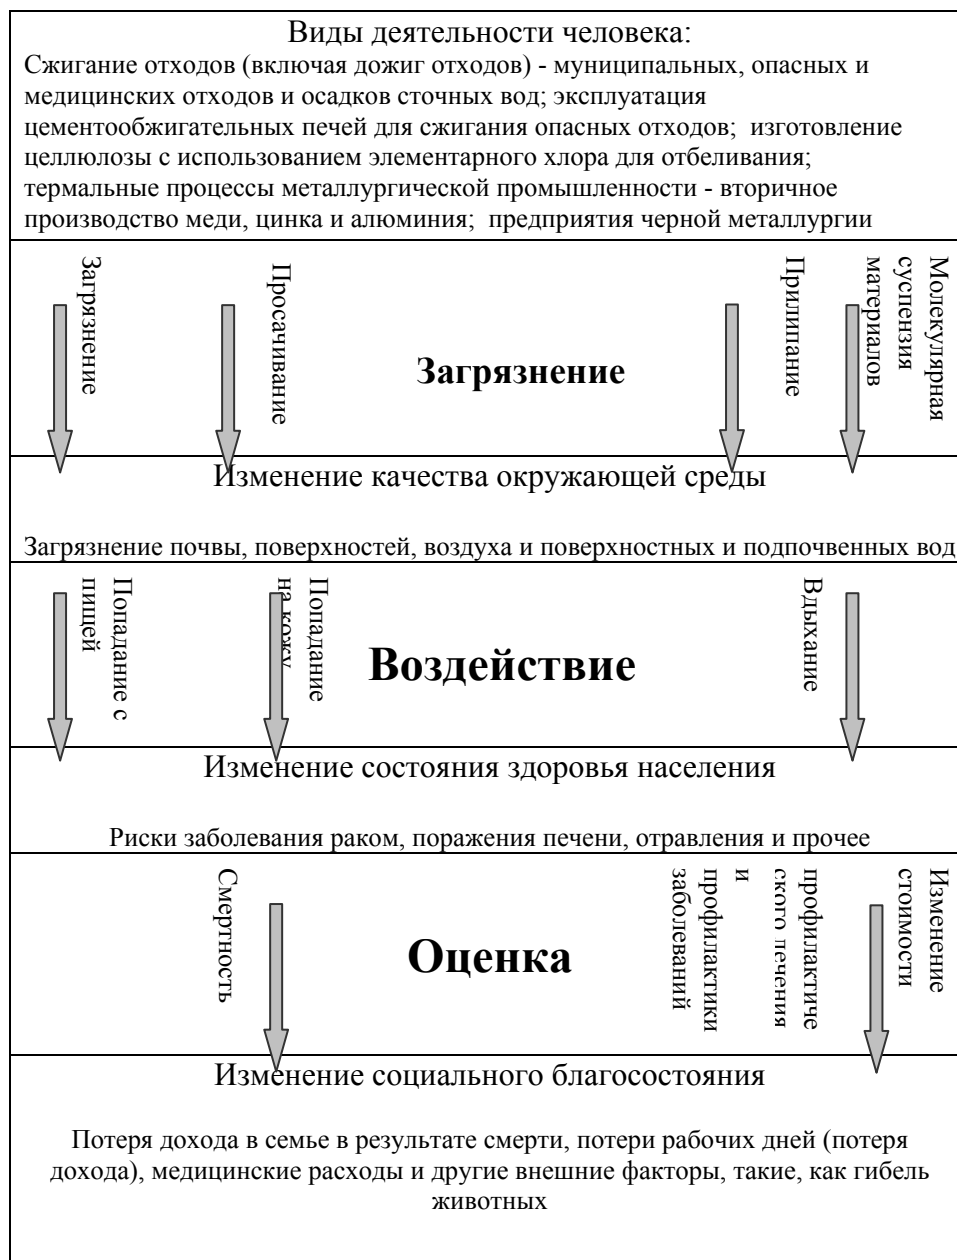 Виды деятельности человека:
Сжигание отходов (включая дожиг отходов) - муниципальных, опасных и
медицинских отходов и осадков сточных вод; эксплуатация
цементообжигательных печей для сжигания опасных отходов; изготовление
целлюлозы с использованием элементарного хлора для отбеливания;
термальные процессы металлургической промышленности - вторичное
производство меди, цинка и алюминия; предприятия черной металлургии
Загрязнение
Просачивание
Загрязнение
Прилипание
Молекулярная
суспензия
материалов
Изменение качества окружающей среды
Загрязнение почвы, поверхностей, воздуха и поверхностных и подпочвенных вод
Попадание с
пищей
Попадание
на кожу
Воздействие
Вдыхание
Изменение состояния здоровья населения
Риски заболевания раком, поражения печени, отравления и прочее
Смертность
Оценка
Изменение
стоимости
профилактиче
ского лечения
и
профилактики
заболеваний
Изменение социального благосостояния
Потеря дохода в семье в результате смерти, потери рабочих дней (потеря
дохода), медицинские расходы и другие внешние факторы, такие, как гибель
животных